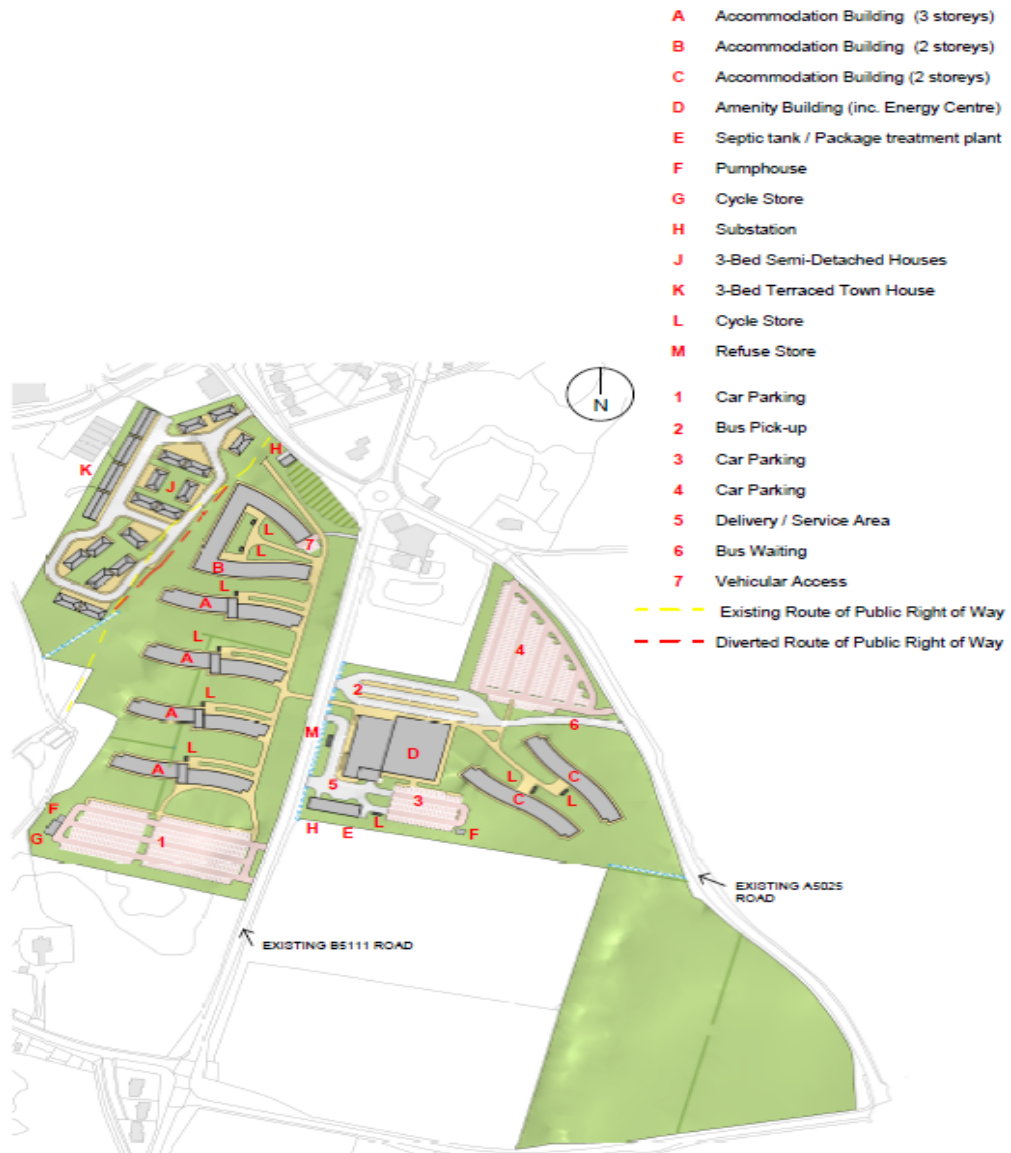 A Accommodation Building (3 storeys)
B Accommodation Building (2 storeys)
C Accommodation Building (2 storeys)
D Amenity Building (inc. Energy Centre)
E Septic tank / Package treatment plant
F Pumphouse
G Cycle Store
H Substation
J 3-Bed Semi-Detached Houses
K 3-Bed Terraced Town House
L Cycle Store
M Refuse Store
1 Car Parking
2 Bus Pick-up
3 Car Parking
4 Car Parking
5 Delivery / Service Area
6 Bus Waiting
7 Vehicular Access
Existing Route of Public Right of Way
Diverted Route of Public Right of Way
N
H
K
J
L
7
L
B
L
A
4
L
A
L
2
6
A
M
D
L
A
5
L
C
C
L
3
F
G
1
H
E
L
F
EXISTING A5025
ROAD
EXISTING B5111 ROAD